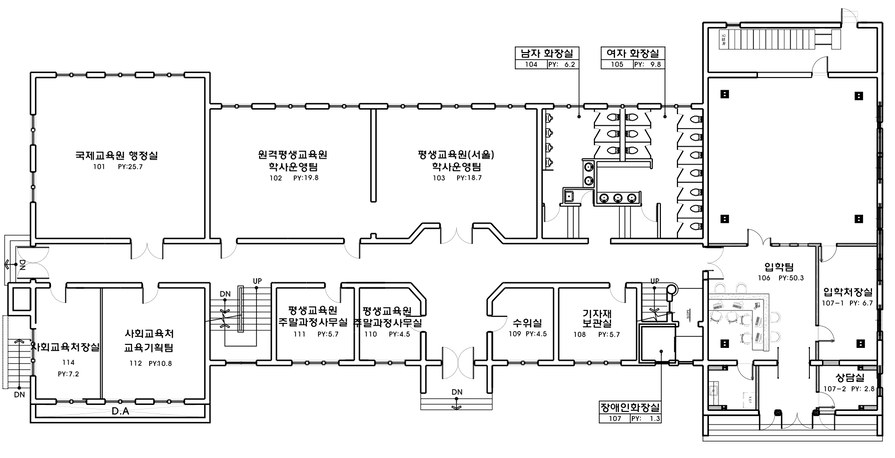 남자 화장실
104 PY: 6.2
여자 화장실
105 PY: 9.8
국제교육원 행정실
101 PY:25.7
원격평생교육원
학사운영팀
102 PY:19.8
평생교육원(서울)
학사운영팀
103 PY:18.7
입학팀
106 PY:50.3
입학처장실
107-1 PY: 6.7
DN
DN
UP
UP
사회교육처장실
114
PY:7.2
사회교육처
교육기획팀
112 PY:10.8
평생교육원
주말과정사무실
111 PY:5.7
평생교육원
주말과정사무실
110 PY:4.5
수위실
109 PY:4.5
기자재
보관실
108 PY:5.7
상담실
107-2 PY: 2.8
DN
DN
D.A
장애인화장실
107 PY: 1.3